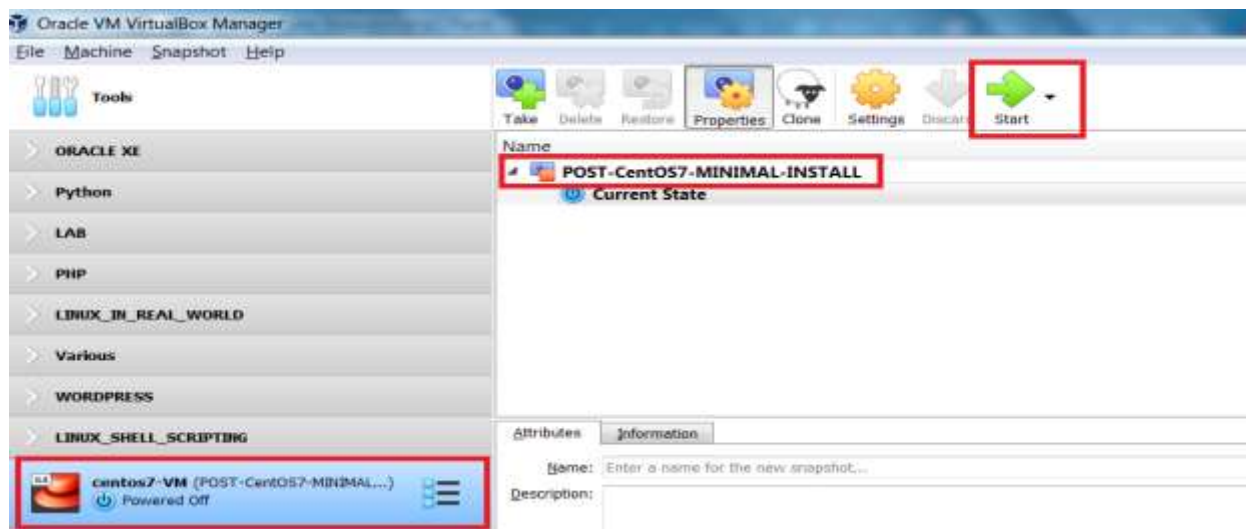 Oracle VM VirtualBox Manager
File Machine Snapshot Help
Tools
Take Delete Restore Properties Clone Settings Discard Start
ORACLE XE
Python
LAB
PHP
LINUX_IN_REAL_WORLD
Various
WORDPRESS
LINUX_SHELL_SCRIPTING
centos7-VM (POST-CentOS7-MINIMAL...)
Powered Off
Name
POST-CentOS7-MINIMAL-INSTALL
Current State
Attributes Information
Name: Enter a name for the new snapshot...
Description: